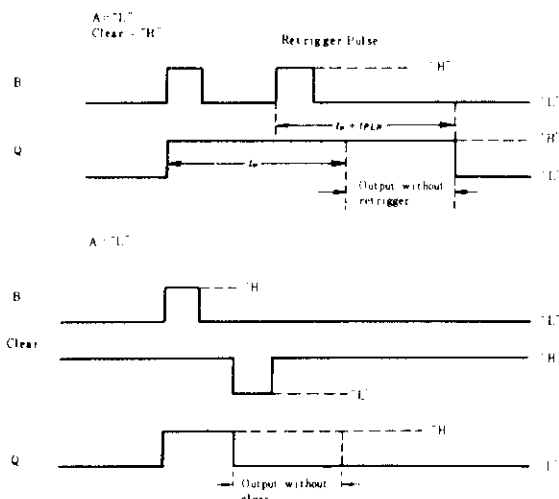 A = "L"
Clear = "H"
Retrigger Pulse
B
"H"
"L"
tw + tPLH
Q
"H"
tw
Output without
retrigger
"L"
A = "L"
B
"H
"L"
Clear
"H
"L"
Q
"H
Output without
"L"